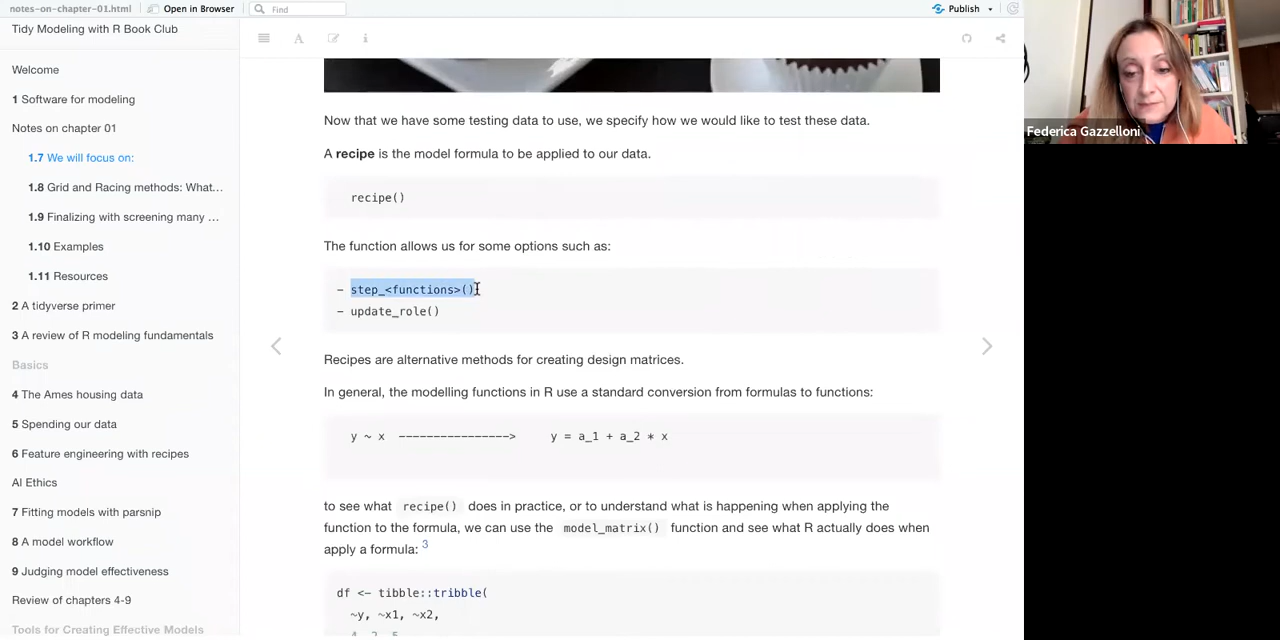 notes-on-chapter-01.html
Open in Browser
Find
Publish
Tidy Modeling with R Book Club
Welcome
1 Software for modeling
Notes on chapter 01
1.7 We will focus on:
1.8 Grid and Racing methods: What...
1.9 Finalizing with screening many ...
1.10 Examples
1.11 Resources
2 A tidyverse primer
3 A review of R modeling fundamentals
Basics
4 The Ames housing data
5 Spending our data
6 Feature engineering with recipes
AI Ethics
7 Fitting models with parsnip
8 A model workflow
9 Judging model effectiveness
Review of chapters 4-9
Tools for Creating Effective Models
A
i
Now that we have some testing data to use, we specify how we would like to test these data.
A recipe is the model formula to be applied to our data.
recipe()
The function allows us for some options such as:
- step_<functions>()
- update_role()
Recipes are alternative methods for creating design matrices.
In general, the modelling functions in R use a standard conversion from formulas to functions:
y ~ x ----------------> y = a_1 + a_2 * x
to see what recipe() does in practice, or to understand what is happening when applying the
function to the formula, we can use the model_matrix() function and see what R actually does when
apply a formula: 3
df <- tibble::tribble(
~y, ~x1, ~x2,
4, 2, 5,
Federica Gazzelloni